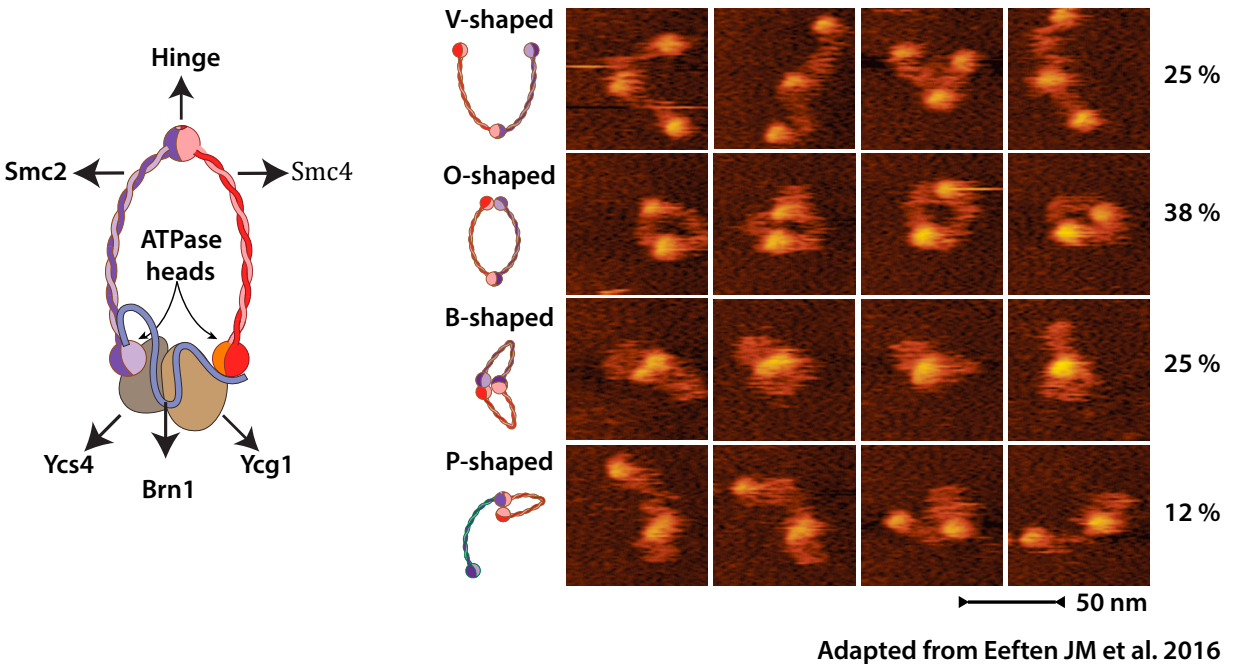 Hinge
Smc2
Smc4
ATPase
heads
Ycs4
Brn1
Ycg1
V-shaped
25 %
O-shaped
38 %
B-shaped
25 %
P-shaped
12 %
50 nm
Adapted from Eeften JM et al. 2016